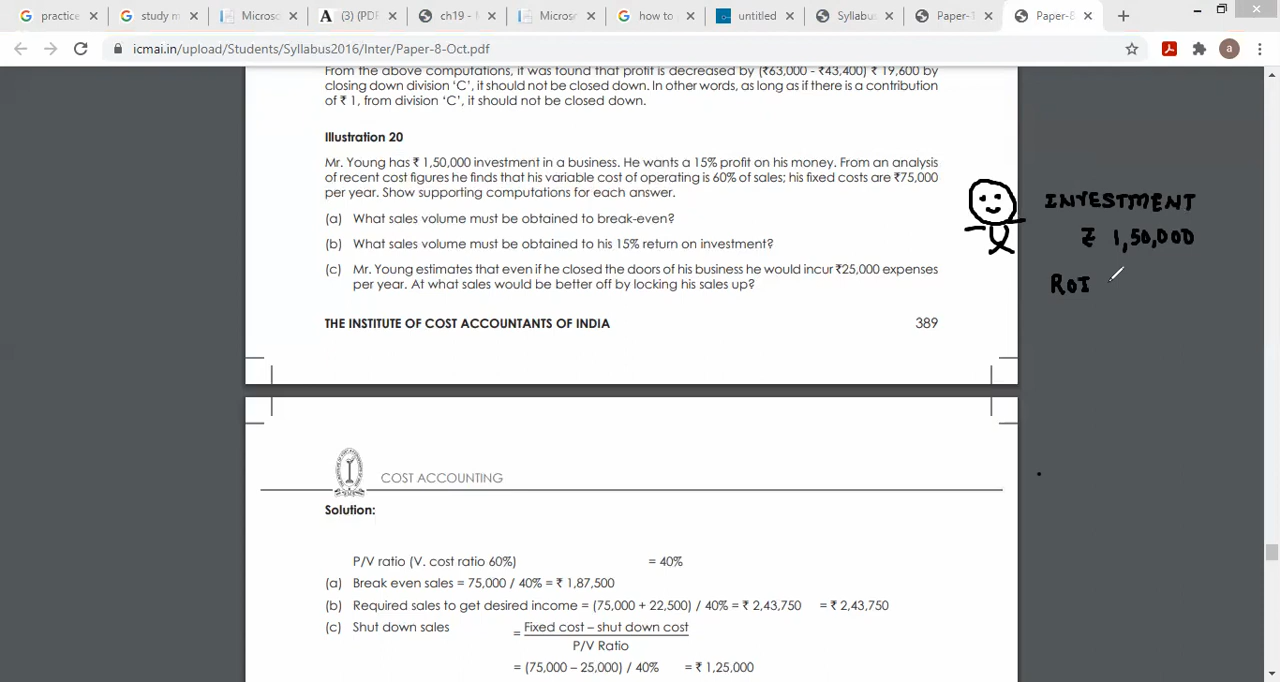 practice
study m
Microso
(3) (PDF
ch19 - M
Microso
how to
untitled
Syllabus
Paper-1
Paper-8
icmai.in/upload/Students/Syllabus2016/Inter/Paper-8-Oct.pdf
a
From the above computations, it was found that profit is decreased by (₹63,000 - ₹43,400) ₹ 19,600 by
closing down division ‘C’, it should not be closed down. In other words, as long as if there is a contribution
of ₹ 1, from division ‘C’, it should not be closed down.
Illustration 20
Mr. Young has ₹ 1,50,000 investment in a business. He wants a 15% profit on his money. From an analysis
of recent cost figures he finds that his variable cost of operating is 60% of sales; his fixed costs are ₹75,000
per year. Show supporting computations for each answer.
(a) What sales volume must be obtained to break-even?
(b) What sales volume must be obtained to his 15% return on investment?
(c) Mr. Young estimates that even if he closed the doors of his business he would incur ₹25,000 expenses
per year. At what sales would be better off by locking his sales up?
THE INSTITUTE OF COST ACCOUNTANTS OF INDIA 389
INVESTMENT
₹ 1,50,000
ROI
COST ACCOUNTING
Solution:
P/V ratio (V. cost ratio 60%) = 40%
(a) Break even sales = 75,000 / 40% = ₹ 1,87,500
(b) Required sales to get desired income = (75,000 + 22,500) / 40% = ₹ 2,43,750 = ₹ 2,43,750
(c) Shut down sales = Fixed cost – shut down cost
P/V Ratio
= (75,000 – 25,000) / 40% = ₹ 1,25,000